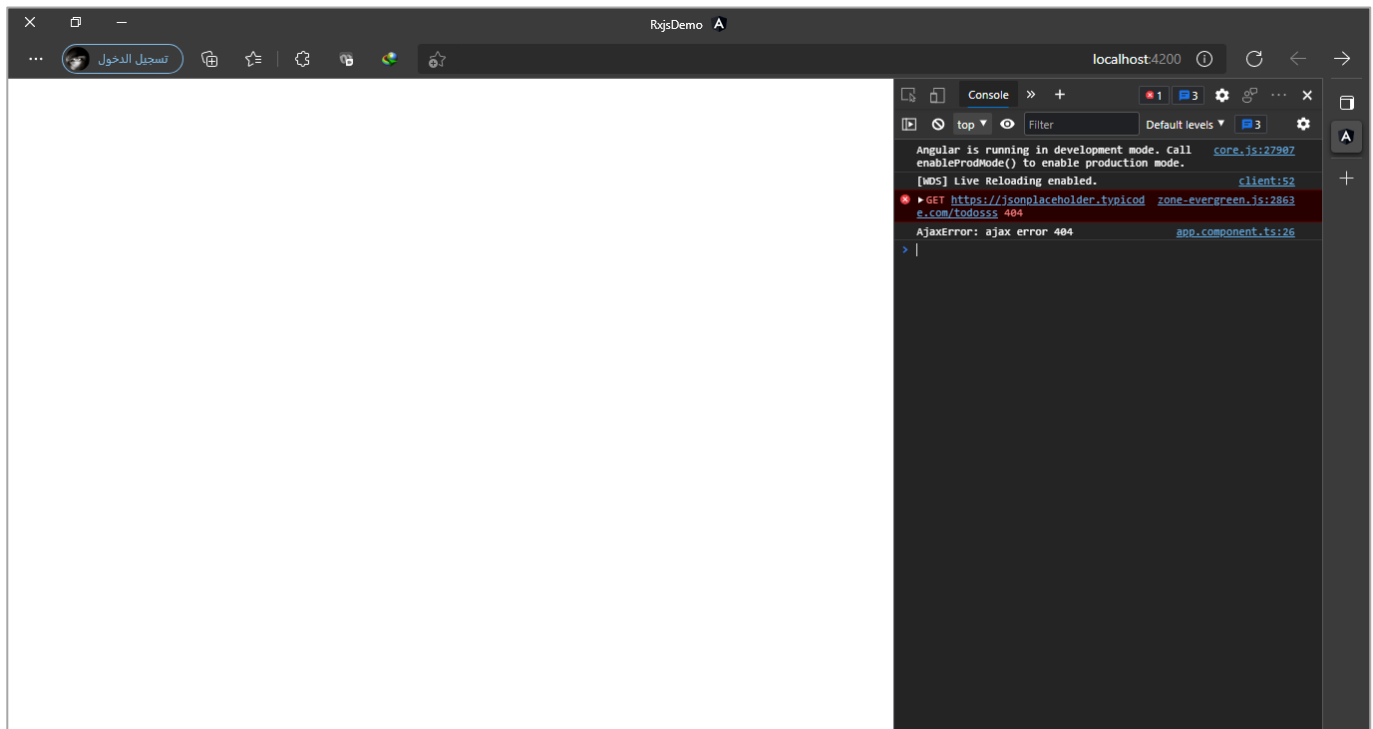 RxjsDemo
تسجيل الدخول
localhost:4200
Console
1
3
top
Filter
Default levels
3
Angular is running in development mode. Call core.js:27907
enableProdMode() to enable production mode.
[WDS] Live Reloading enabled. client:52
GET https://jsonplaceholder.typicod zone-evergreen.js:2863
e.com/todosss 404
AjaxError: ajax error 404 app.component.ts:26